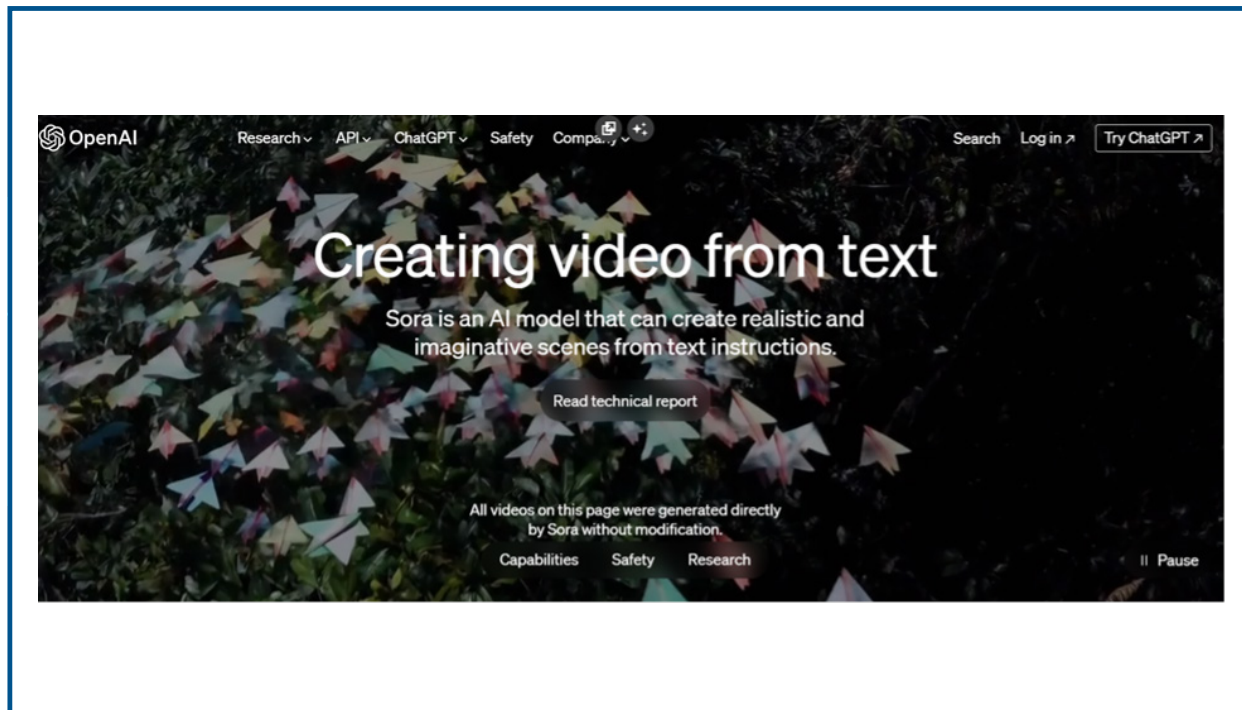 OpenAI Research API ChatGPT Safety Company Search Log in ↗ Try ChatGPT ↗
Creating video from text
Sora is an AI model that can create realistic and
imaginative scenes from text instructions.
Read technical report
All videos on this page were generated directly
by Sora without modification.
Capabilities Safety Research
Pause